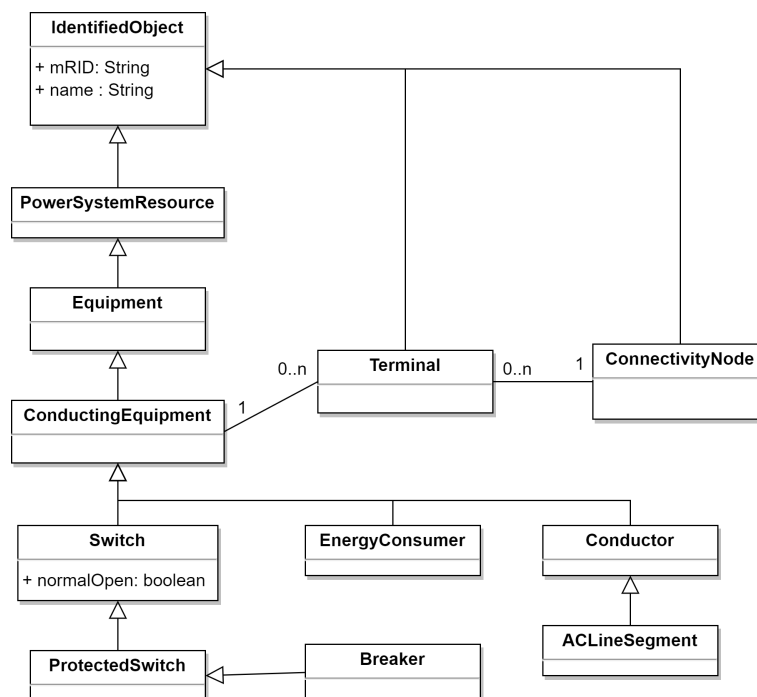 IdentifiedObject
+ mRID: String
+ name : String
PowerSystemResource
Equipment
0..n
Terminal
0..n
1
ConnectivityNode
ConductingEquipment
1
Switch
+ normalOpen: boolean
EnergyConsumer
Conductor
ProtectedSwitch
Breaker
ACLineSegment